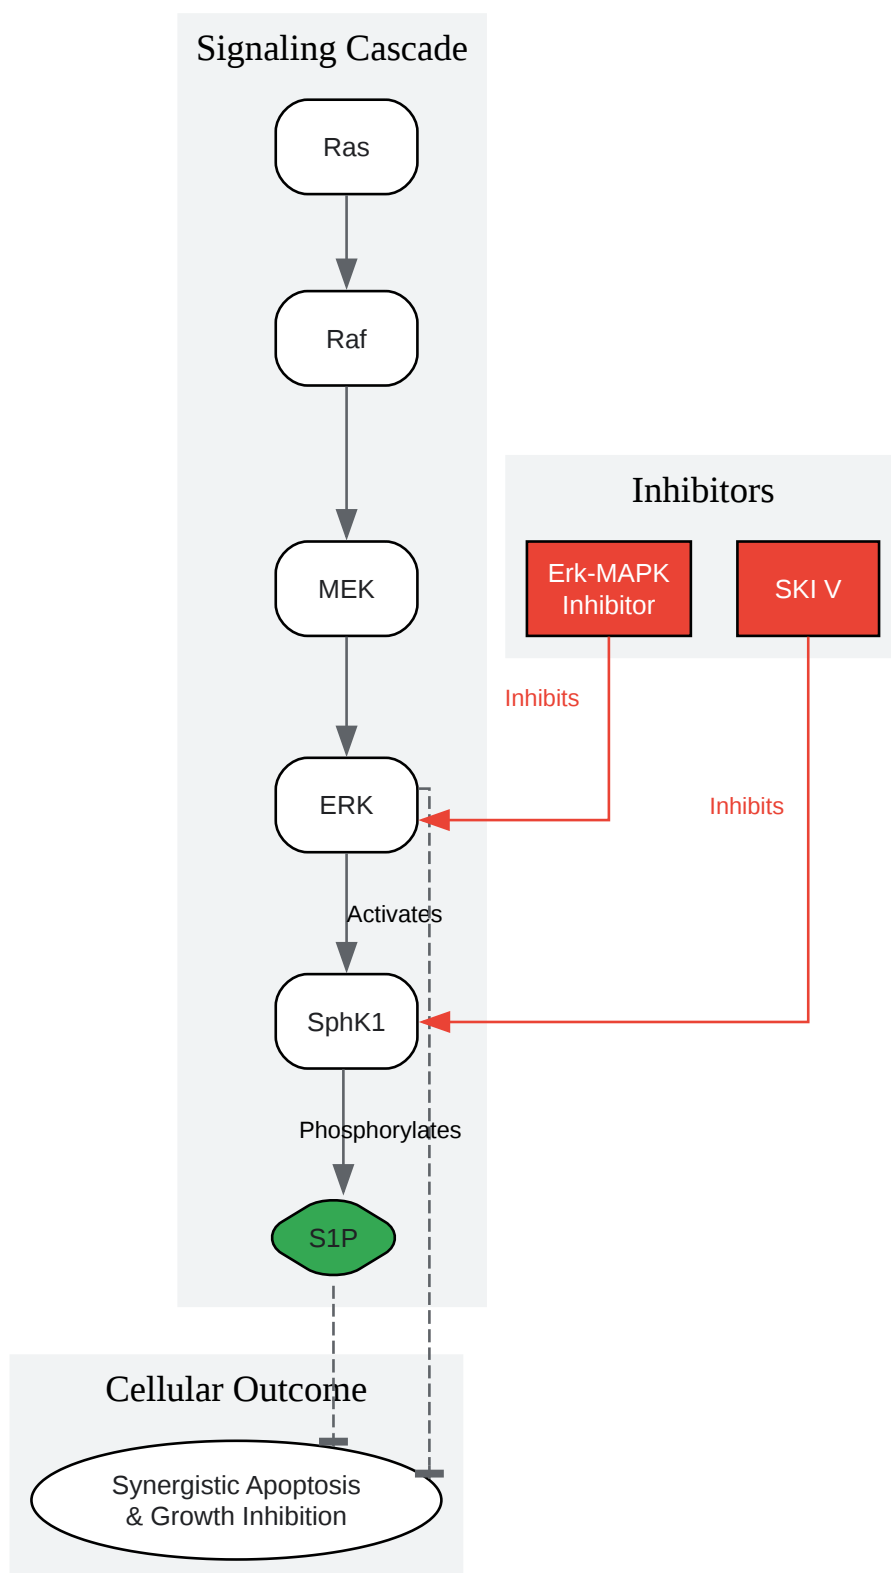 Signaling Cascade
Ras
Raf
Inhibitors
MEK
Erk-MAPK
Inhibitor
SKI V
Inhibits
ERK
Inhibits
Activates
SphK1
Phosphorylates
S1P
Cellular Outcome
Synergistic Apoptosis
& Growth Inhibition